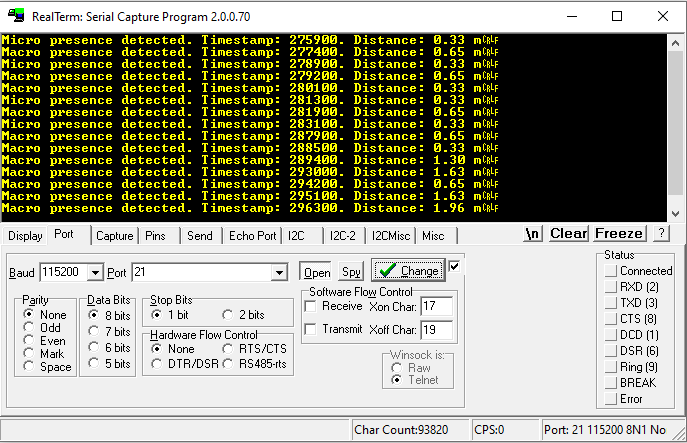 RealTerm: Serial Capture Program 2.0.0.70
Micro presence detected. Timestamp: 275900. Distance: 0.33 mCRLF
Macro presence detected. Timestamp: 277400. Distance: 0.65 mCRLF
Micro presence detected. Timestamp: 278900. Distance: 0.33 mCRLF
Macro presence detected. Timestamp: 279200. Distance: 0.65 mCRLF
Micro presence detected. Timestamp: 280100. Distance: 0.33 mCRLF
Micro presence detected. Timestamp: 281300. Distance: 0.33 mCRLF
Macro presence detected. Timestamp: 281900. Distance: 0.65 mCRLF
Micro presence detected. Timestamp: 283100. Distance: 0.33 mCRLF
Macro presence detected. Timestamp: 287900. Distance: 0.65 mCRLF
Micro presence detected. Timestamp: 288500. Distance: 0.33 mCRLF
Macro presence detected. Timestamp: 289400. Distance: 1.30 mCRLF
Macro presence detected. Timestamp: 293000. Distance: 1.63 mCRLF
Macro presence detected. Timestamp: 294200. Distance: 0.65 mCRLF
Macro presence detected. Timestamp: 295100. Distance: 1.63 mCRLF
Macro presence detected. Timestamp: 296300. Distance: 1.96 mCRLF
Display Port Capture Pins Send Echo Port I2C I2C-2 I2CMisc Misc \n Clear Freeze ?
Baud 115200 Port 21 Open Spy Change
Parity
None
Odd
Even
Mark
Space
Data Bits
8 bits
7 bits
6 bits
5 bits
Stop Bits
1 bit 2 bits
Hardware Flow Control
None RTS/CTS
DTR/DSR RS485-rts
Software Flow Control
Receive Xon Char: 17
Transmit Xoff Char: 19
Winsock is:
Raw
Telnet
Status
Connected
RXD (2)
TXD (3)
CTS (8)
DCD (1)
DSR (6)
Ring (9)
BREAK
Error
Char Count:93820 CPS:0 Port: 21 115200 8N1 No